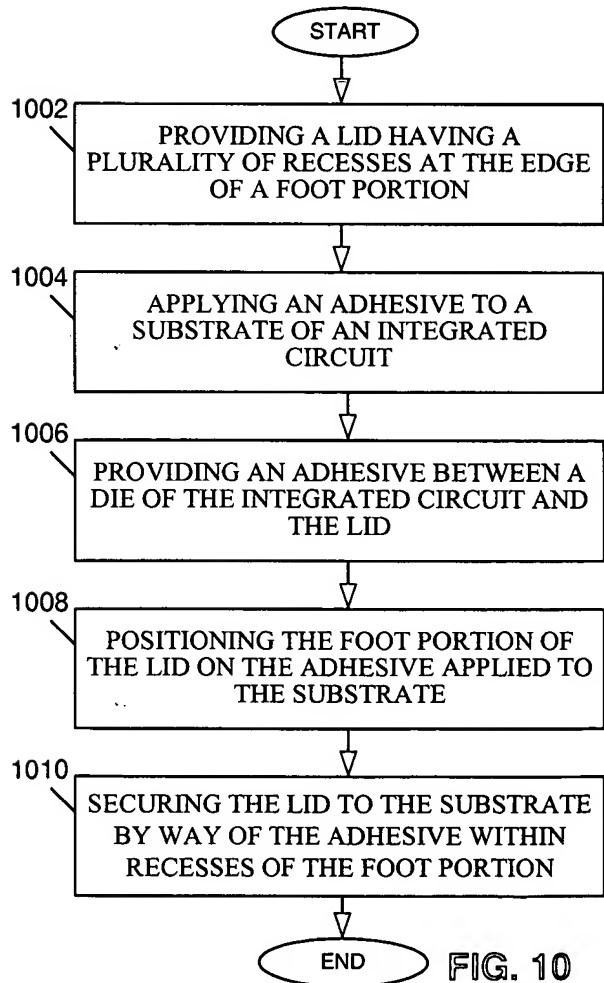 START
1002
PROVIDING A LID HAVING A
PLURALITY OF RECESSES AT THE EDGE
OF A FOOT PORTION
1004
APPLYING AN ADHESIVE TO A
SUBSTRATE OF AN INTEGRATED
CIRCUIT
1006
PROVIDING AN ADHESIVE BETWEEN A
DIE OF THE INTEGRATED CIRCUIT AND
THE LID
1008
POSITIONING THE FOOT PORTION OF
THE LID ON THE ADHESIVE APPLIED TO
THE SUBSTRATE
1010
SECURING THE LID TO THE SUBSTRATE
BY WAY OF THE ADHESIVE WITHIN
RECESSES OF THE FOOT PORTION
END
FIG. 10